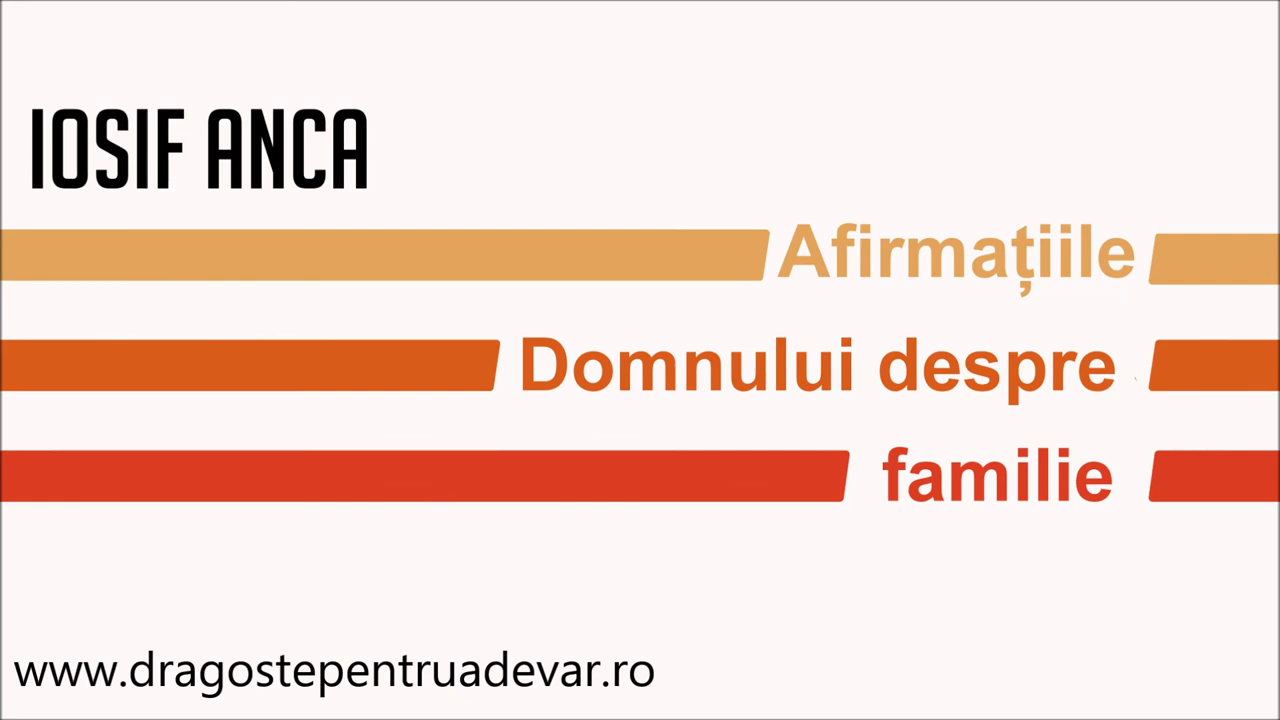 IOSIF ANCA
Afirmațiile
Domnului despre
familie
www.dragostepentruadevar.ro